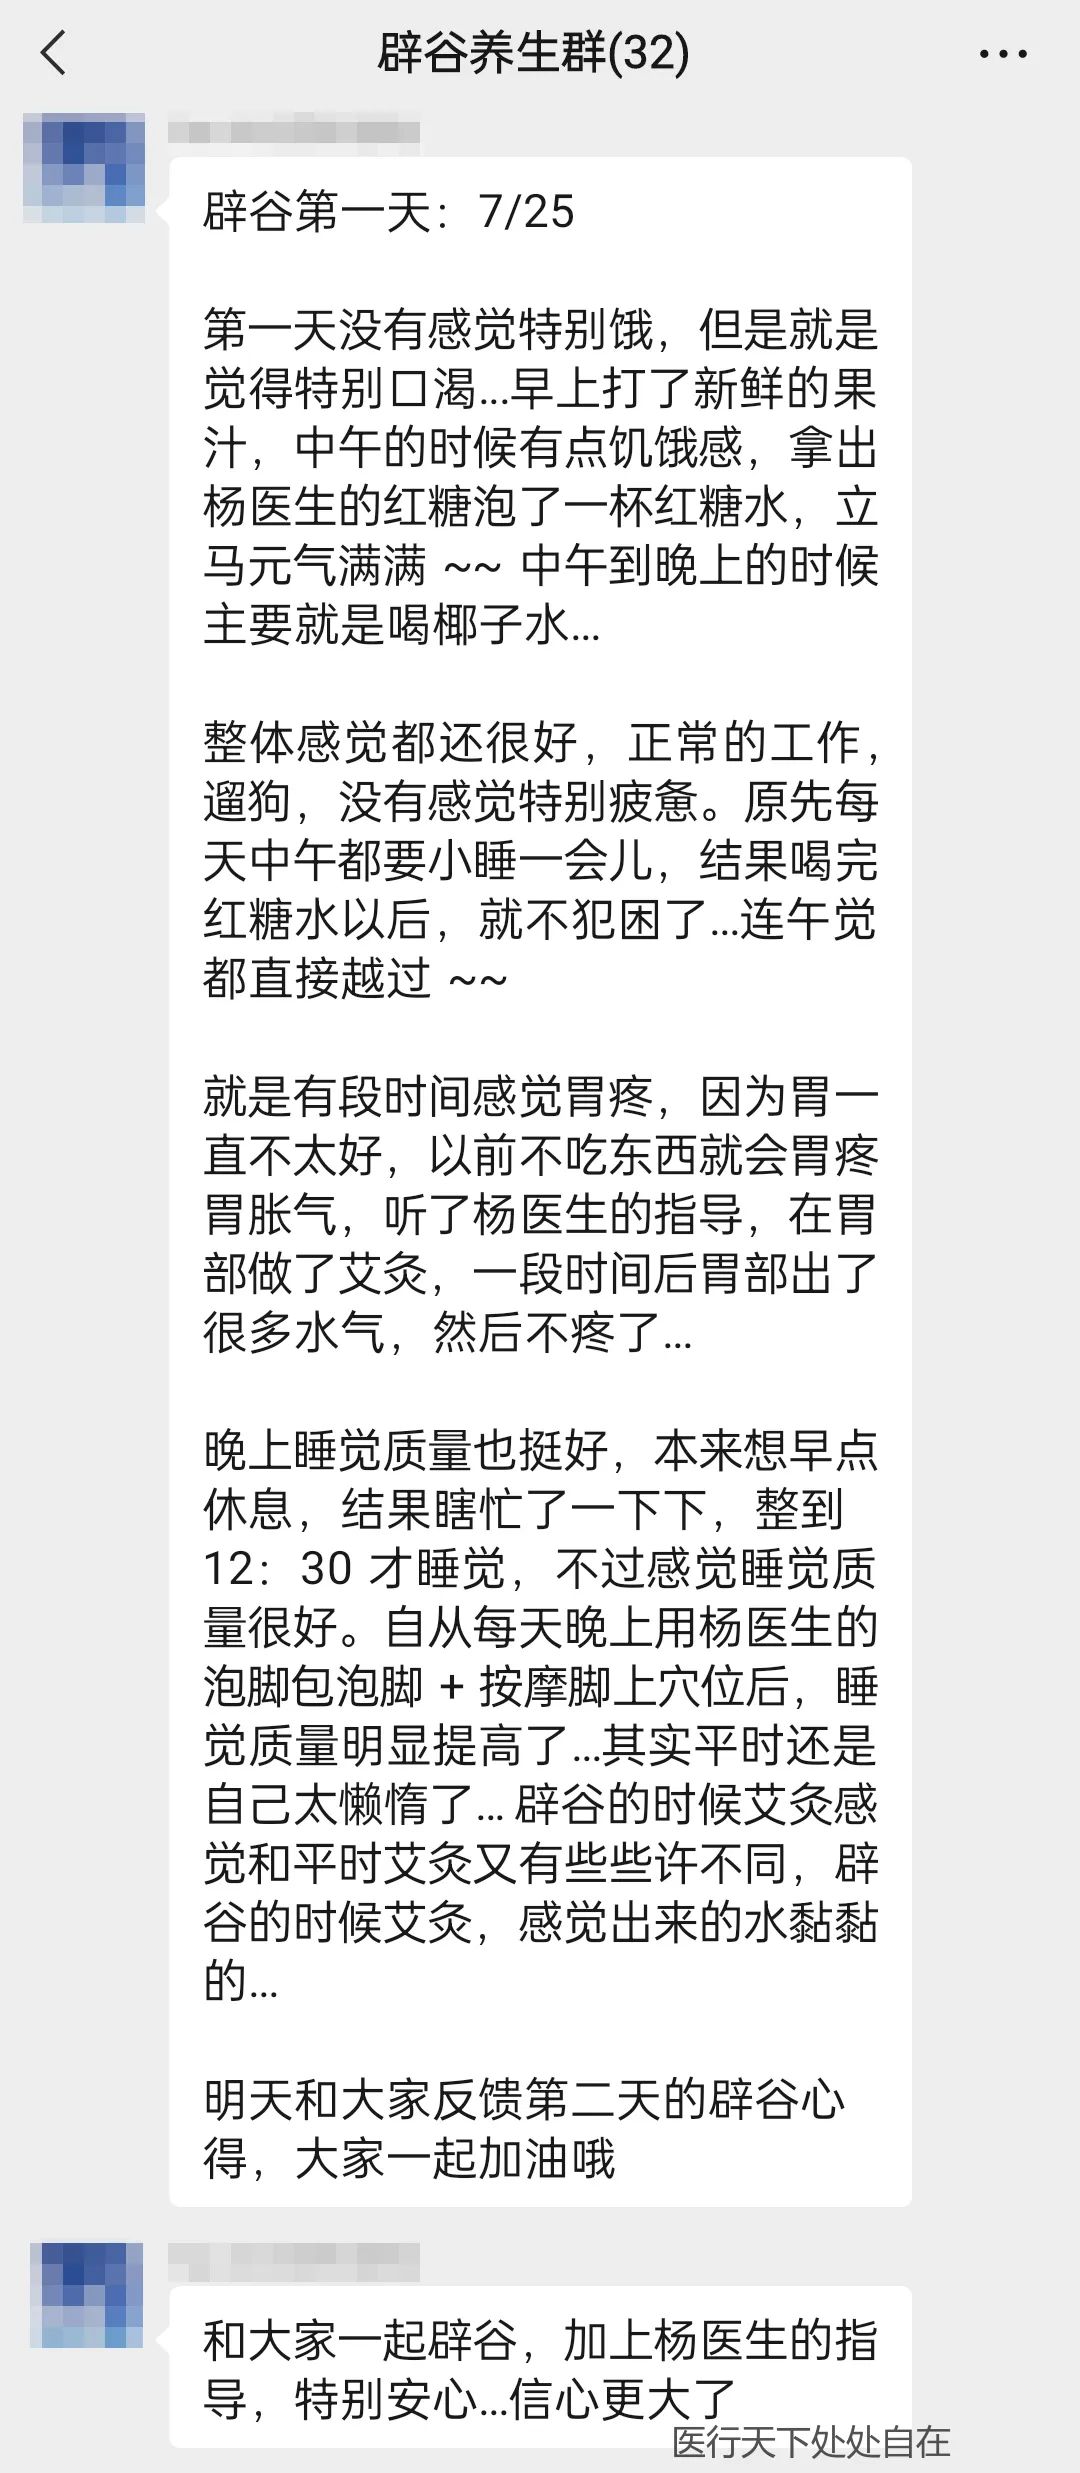 辟谷养生群(32)
辟谷第一天：7/25
第一天没有感觉特别饿，但是就是
觉得特别口渴...早上打了新鲜的果
汁，中午的时候有点饥饿感，拿出
杨医生的红糖泡了一杯红糖水，立
马元气满满 ~~ 中午到晚上的时候
主要就是喝椰子水...
整体感觉都还很好，正常的工作，
遛狗，没有感觉特别疲惫。原先每
天中午都要小睡一会儿，结果喝完
红糖水以后，就不犯困了...连午觉
都直接越过 ~~
就是有段时间感觉胃疼，因为胃一
直不太好，以前不吃东西就会胃疼
胃胀气，听了杨医生的指导，在胃
部做了艾灸，一段时间后胃部出了
很多水气，然后不疼了...
晚上睡觉质量也挺好，本来想早点
休息，结果瞎忙了一下下，整到
12：30 才睡觉，不过感觉睡觉质
量很好。自从每天晚上用杨医生的
泡脚包泡脚 + 按摩脚上穴位后，睡
觉质量明显提高了...其实平时还是
自己太懒惰了... 辟谷的时候艾灸感
觉和平时艾灸又有些些许不同，辟
谷的时候艾灸，感觉出来的水黏黏
的...
明天和大家反馈第二天的辟谷心
得，大家一起加油哦
和大家一起辟谷，加上杨医生的指
导，特别安心...信心更大了
医行天下处处自在